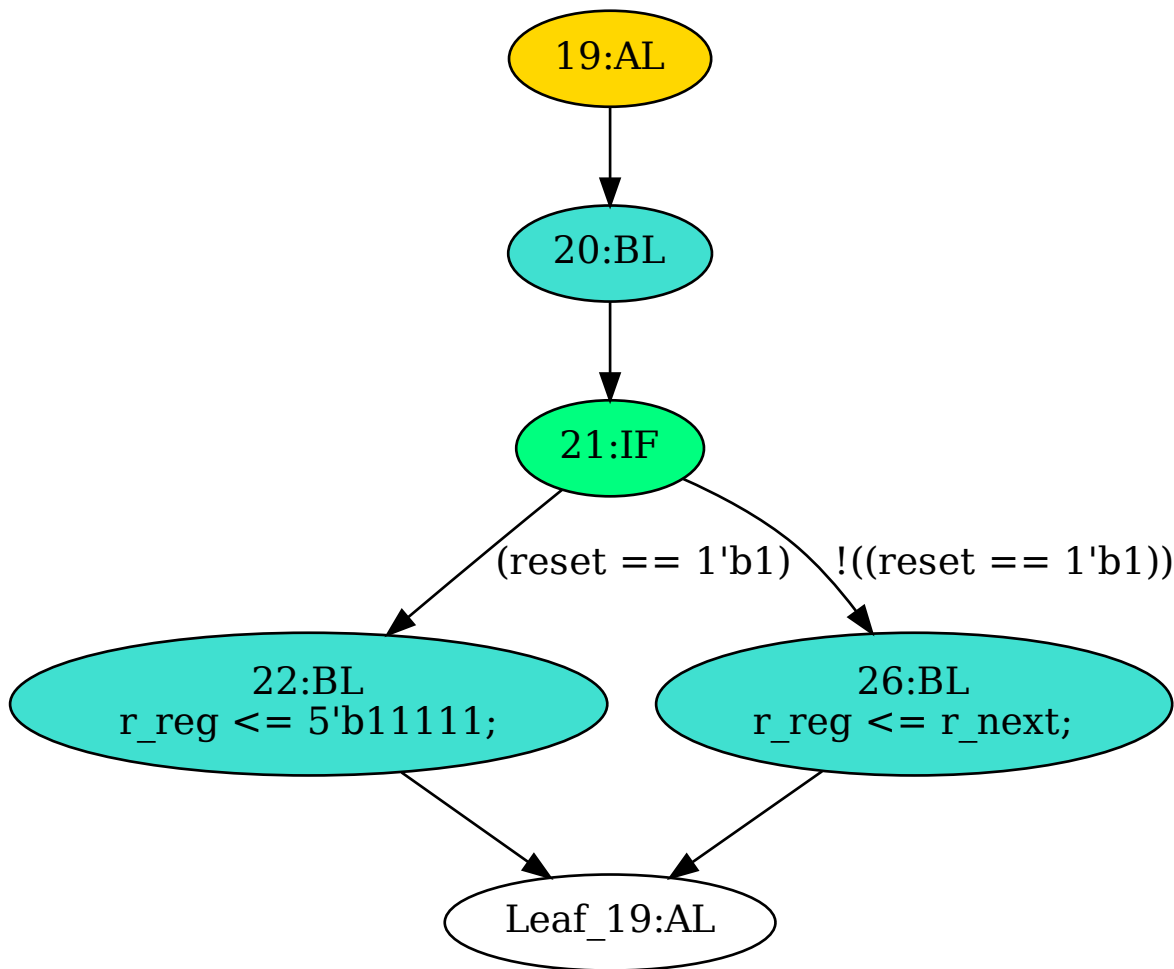 19:AL
20:BL
21:IF
(reset == 1'b1)
!((reset == 1'b1))
22:BL
r_reg <= 5'b11111;
26:BL
r_reg <= r_next;
Leaf_19:AL